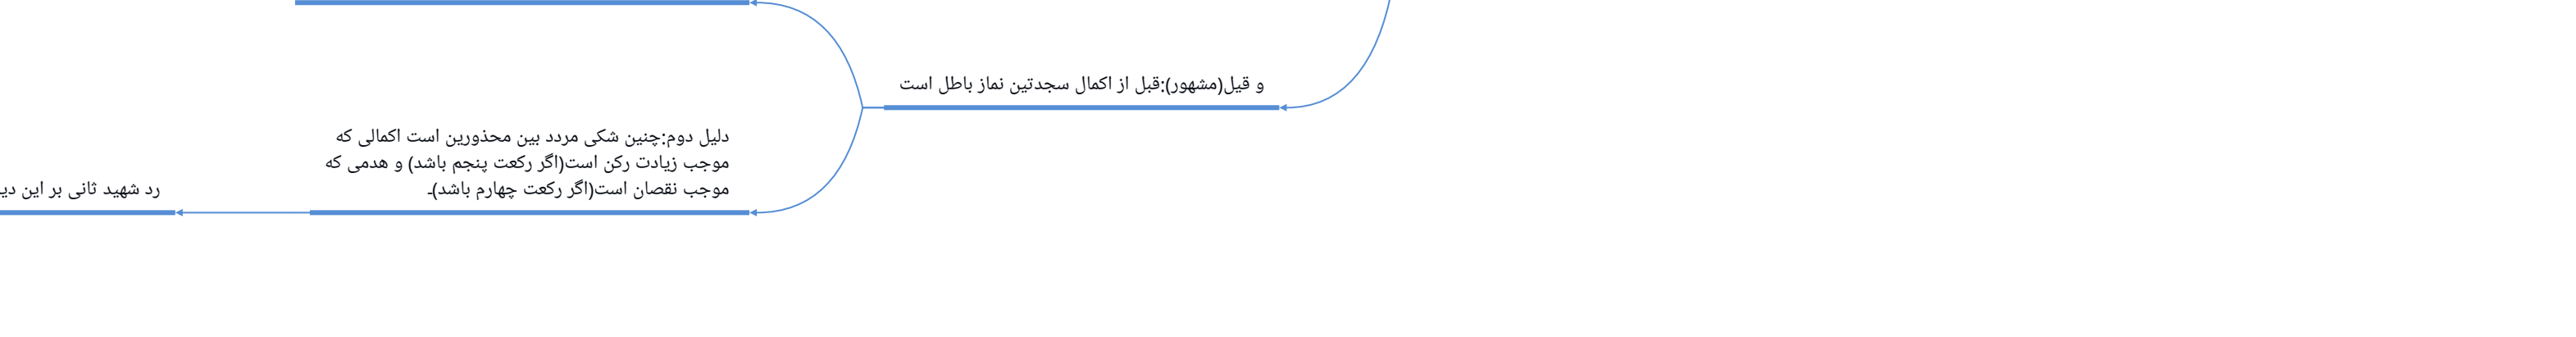 و قیل(مشهور):قبل از اکمال سجدتین نماز باطل است
دلیل دوم:چنین شکی مردد بین محذورین است اکمالی که
موجب زیادت رکن است(اگر رکعت پنجم باشد) و هدمی که
موجب نقصان است(اگر رکعت چهارم باشد)ـ
رد شهید ثانی بر این